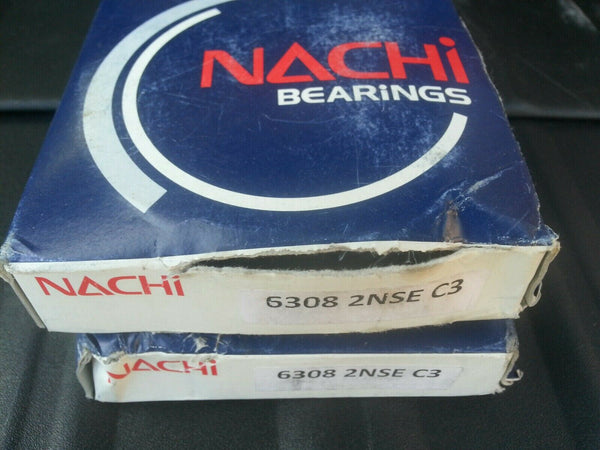 NACHi
BEARiNGS
NACHi
6308 2NSE C3
NACHi
6308 2NSE C3